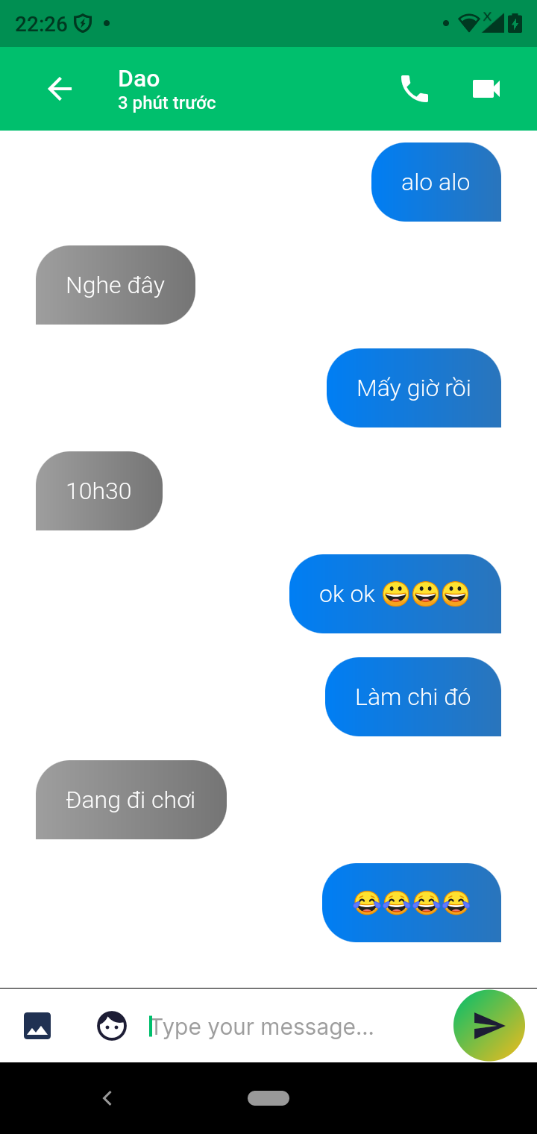 22:26
Dao
3 phút trước
alo alo
Nghe đây
Mấy giờ rồi
10h30
ok ok 😀😀😀
Làm chi đó
Đang đi chơi
😂😂😂😂
Type your message...